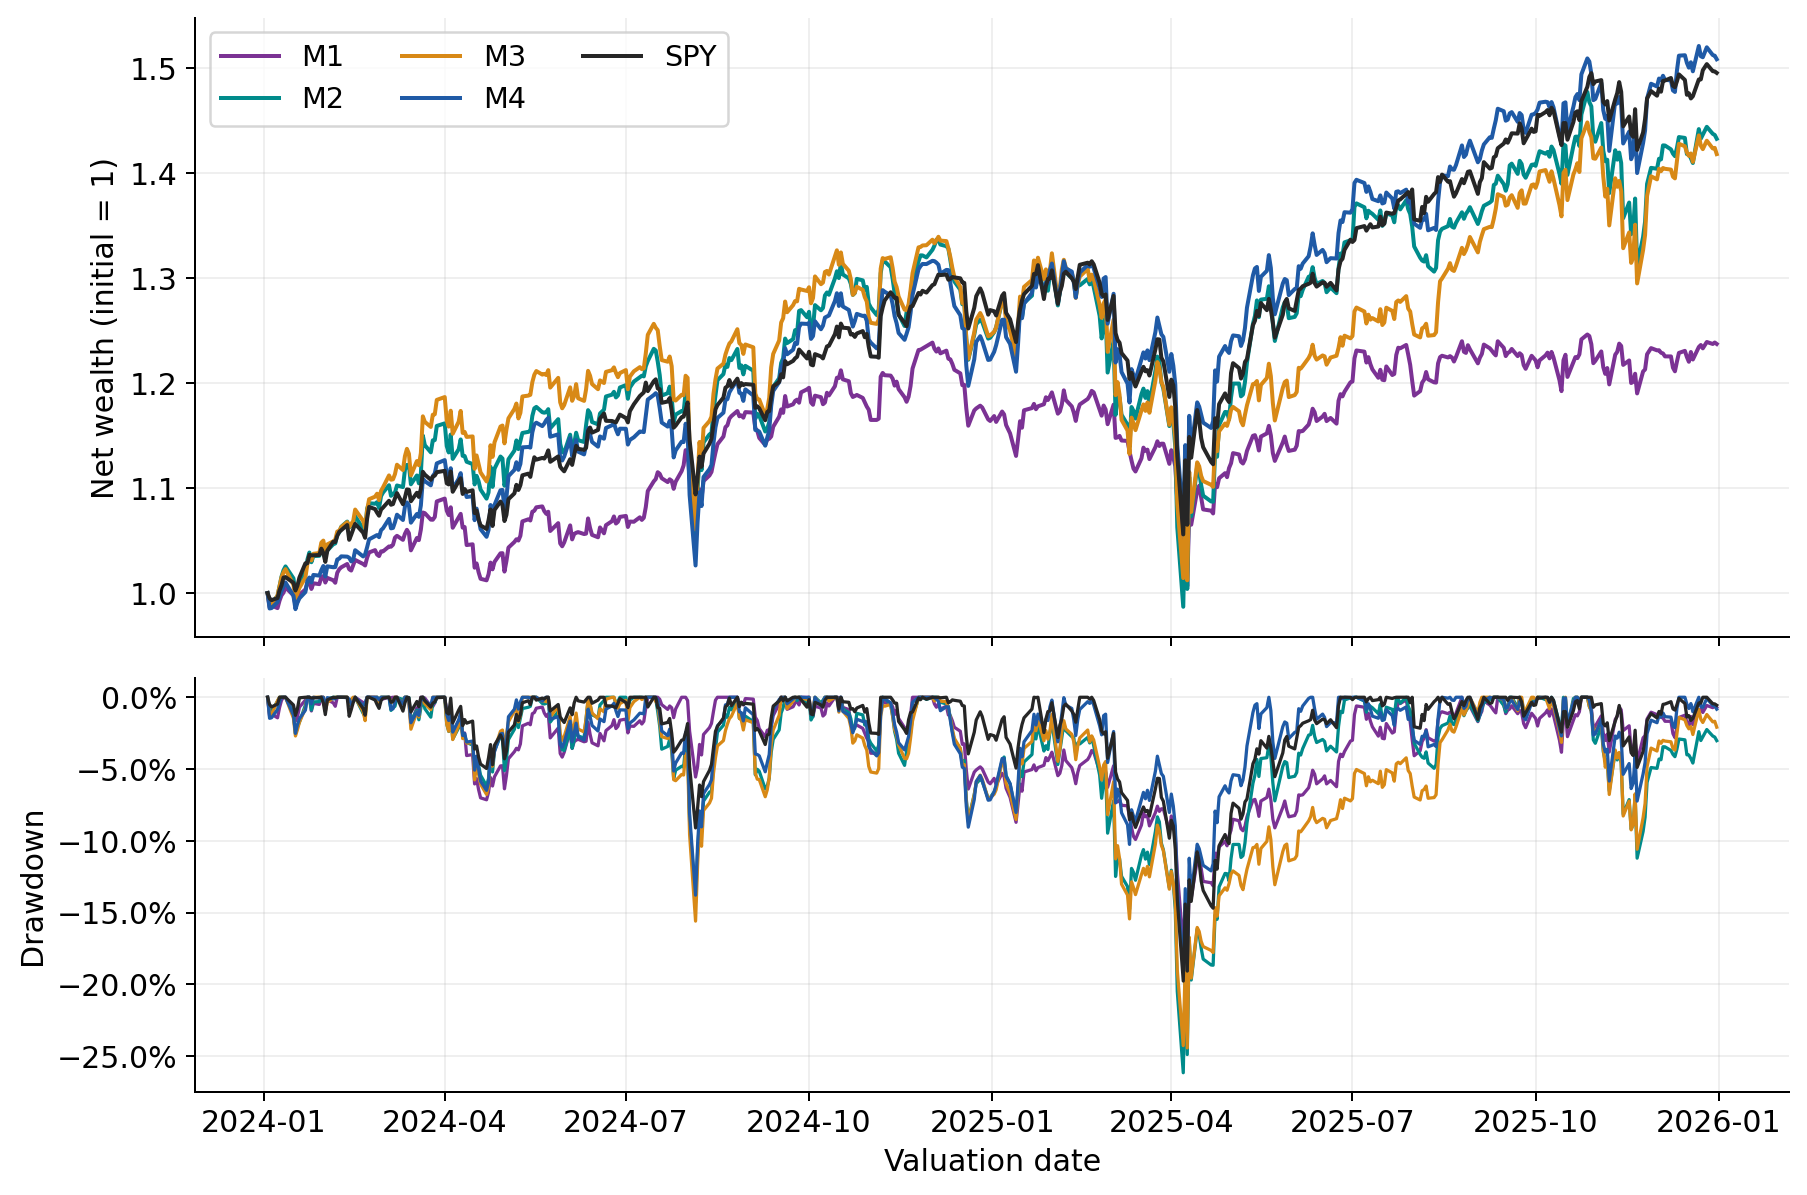 M1 M3 SPY
M2 M4
Net wealth (initial = 1)
1.5
1.4
1.3
1.2
1.1
1.0
Drawdown
0.0%
−5.0%
−10.0%
−15.0%
−20.0%
−25.0%
2024-01 2024-04 2024-07 2024-10 2025-01 2025-04 2025-07 2025-10 2026-01
Valuation date